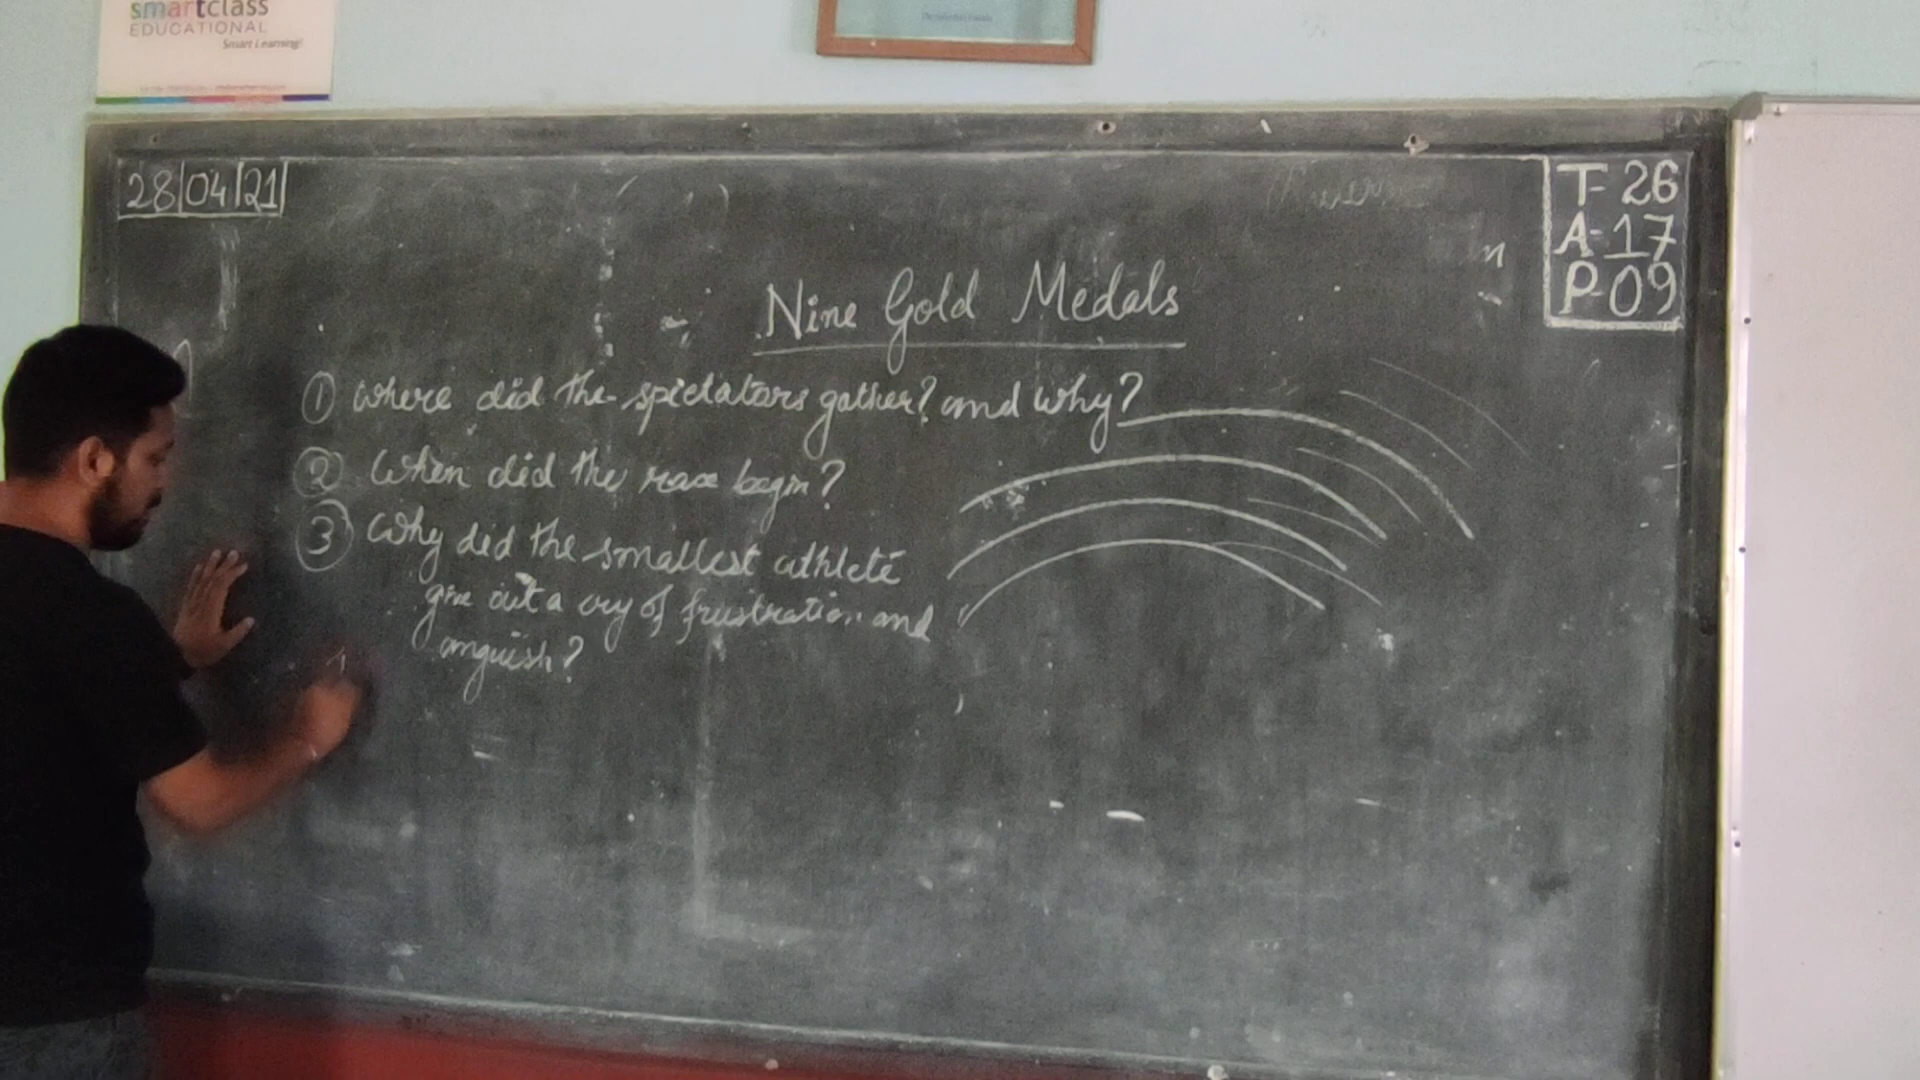 smartclass
EDUCATIONAL
Smart Learning!
28/04/21
T- 26
A- 17
P-09
Nine Gold Medals
① Where did the spectators gather? and why?
② When did the race begin?
③ Why did the smallest athlete
give out a cry of frustration and
anguish?